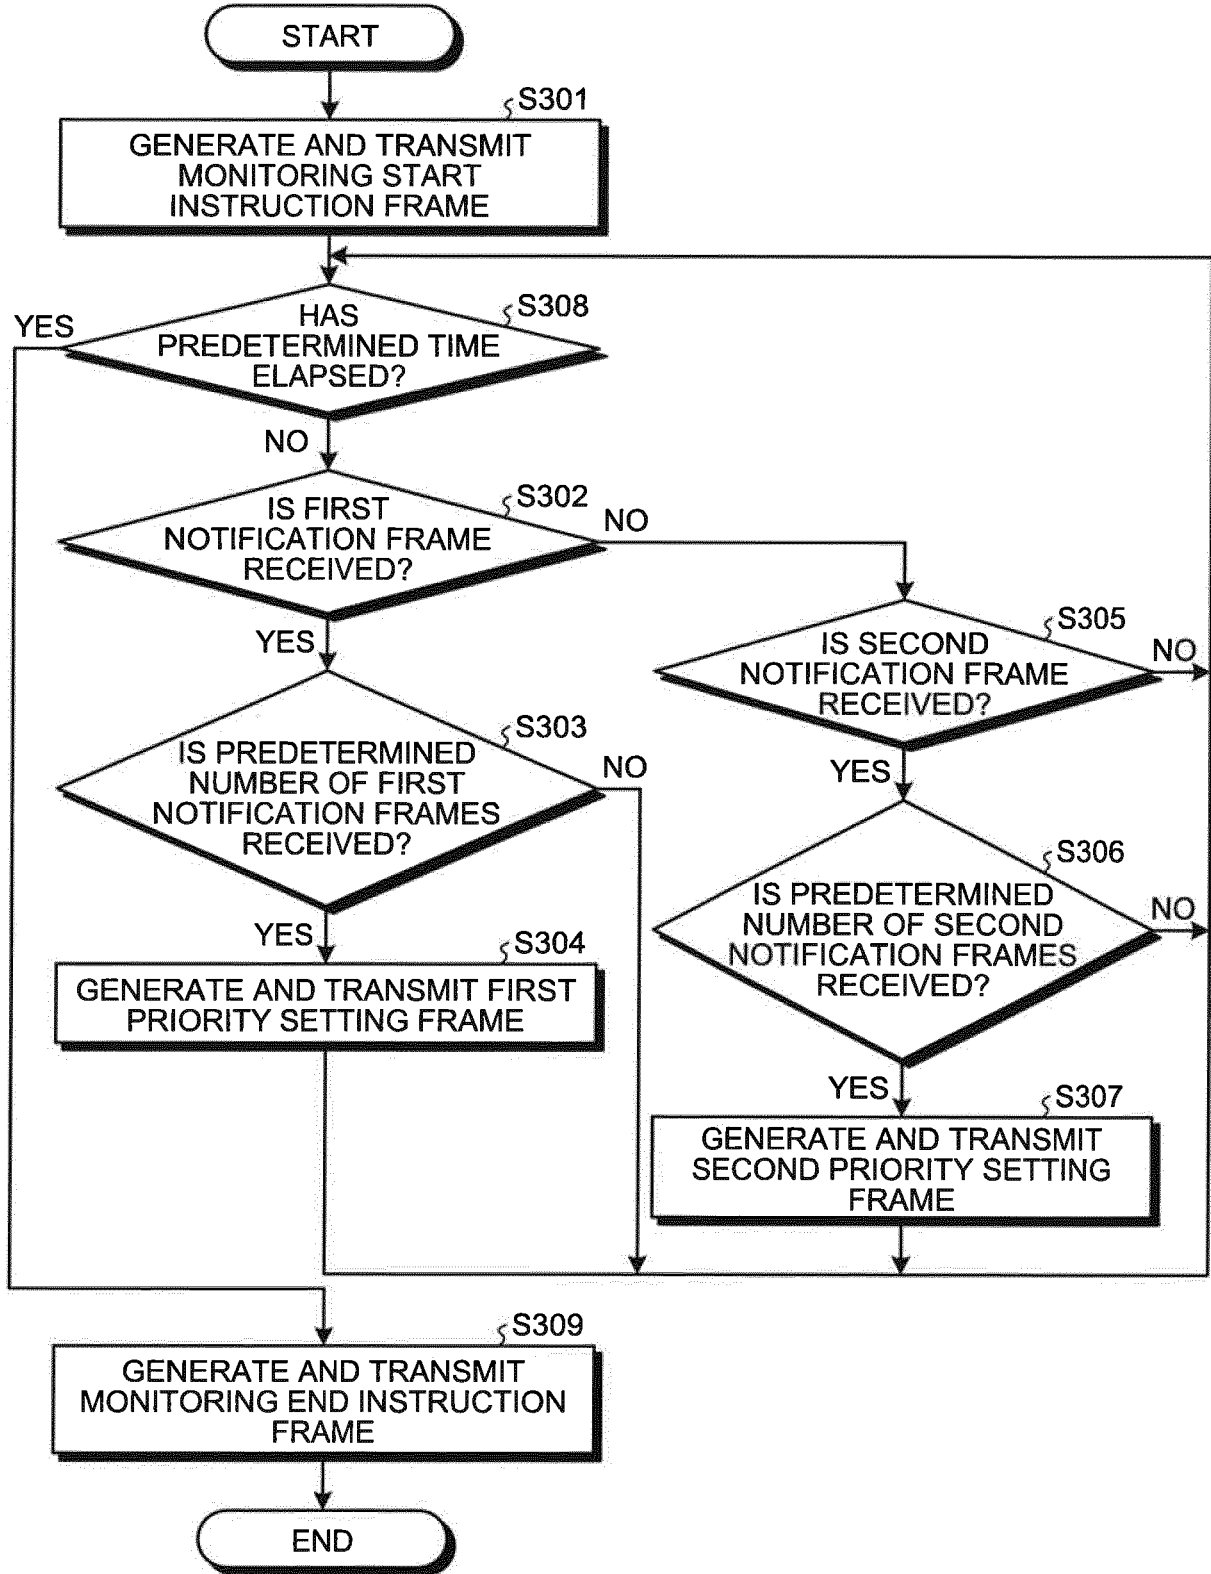 START
S301
GENERATE AND TRANSMIT
MONITORING START
INSTRUCTION FRAME
S308
YES
HAS
PREDETERMINED TIME
ELAPSED?
NO
S302
IS FIRST
NOTIFICATION FRAME
RECEIVED?
NO
YES
S305
IS SECOND
NOTIFICATION FRAME
RECEIVED?
NO
YES
S303
IS PREDETERMINED
NUMBER OF FIRST
NOTIFICATION FRAMES
RECEIVED?
NO
YES
S306
IS PREDETERMINED
NUMBER OF SECOND
NOTIFICATION FRAMES
RECEIVED?
NO
YES
S304
GENERATE AND TRANSMIT FIRST
PRIORITY SETTING FRAME
S307
GENERATE AND TRANSMIT
SECOND PRIORITY SETTING
FRAME
S309
GENERATE AND TRANSMIT
MONITORING END INSTRUCTION
FRAME
END